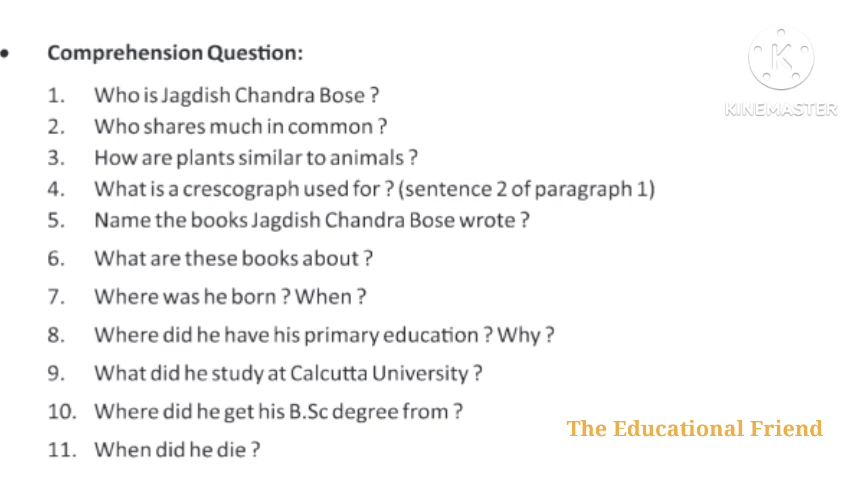 • Comprehension Question:
1. Who is Jagdish Chandra Bose ?
2. Who shares much in common ?
3. How are plants similar to animals ?
4. What is a crescograph used for ? (sentence 2 of paragraph 1)
5. Name the books Jagdish Chandra Bose wrote ?
6. What are these books about ?
7. Where was he born ? When ?
8. Where did he have his primary education ? Why ?
9. What did he study at Calcutta University ?
10. Where did he get his B.Sc degree from ?
11. When did he die ?
K
KINEMASTER
The Educational Friend